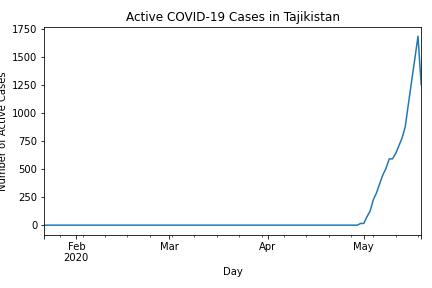 Active COVID-19 Cases in Tajikistan
Number of Active Cases
1750
1500
1250
1000
750
500
250
0
Feb
2020
Mar
Apr
May
Day